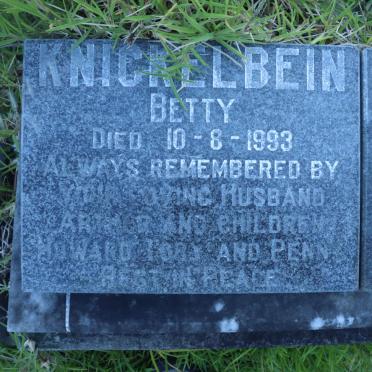 KNICKELBEIN
BETTY
DIED 10-8-1993
ALWAYS REMEMBERED BY
YOUR LOVING HUSBAND
AND CHILDREN
HOWARD AND PENNY
REST IN PEACE